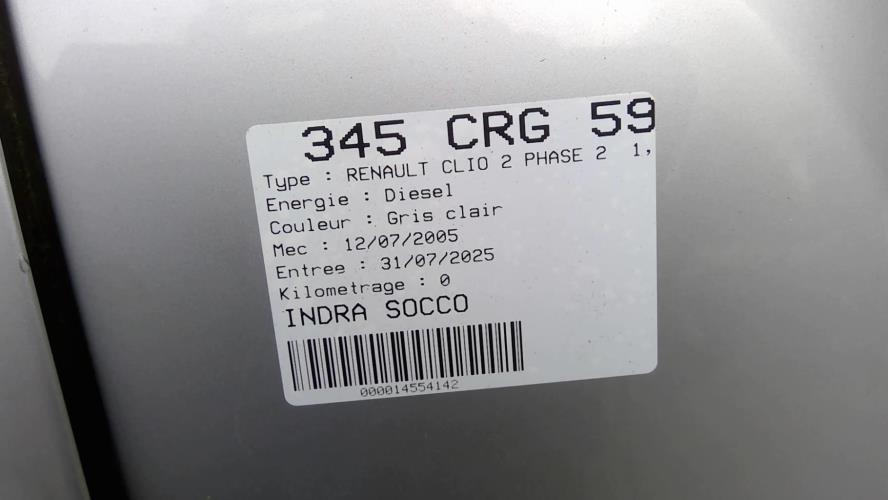 345 CRG 59
Type : RENAULT CLIO 2 PHASE 2 1,
Energie : Diesel
Couleur : Gris clair
Mec : 12/07/2005
Entree : 31/07/2025
Kilometrage : 0
INDRA SOCCO
000014554142